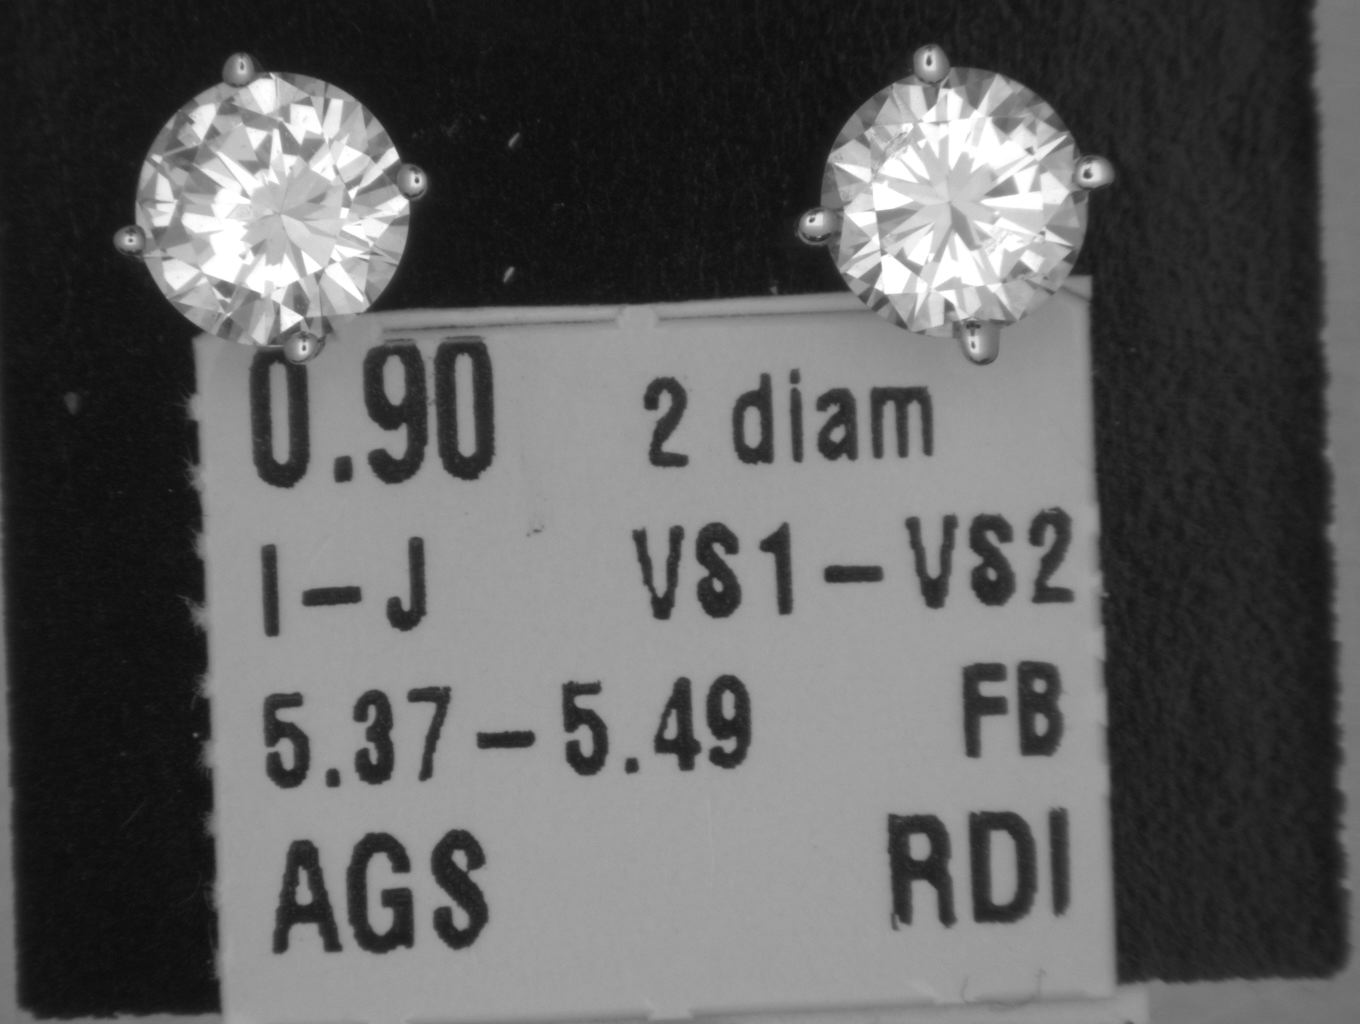 0.90 2 diam
I-J VS1-VS2
5.37-5.49 FB
AGS RDI